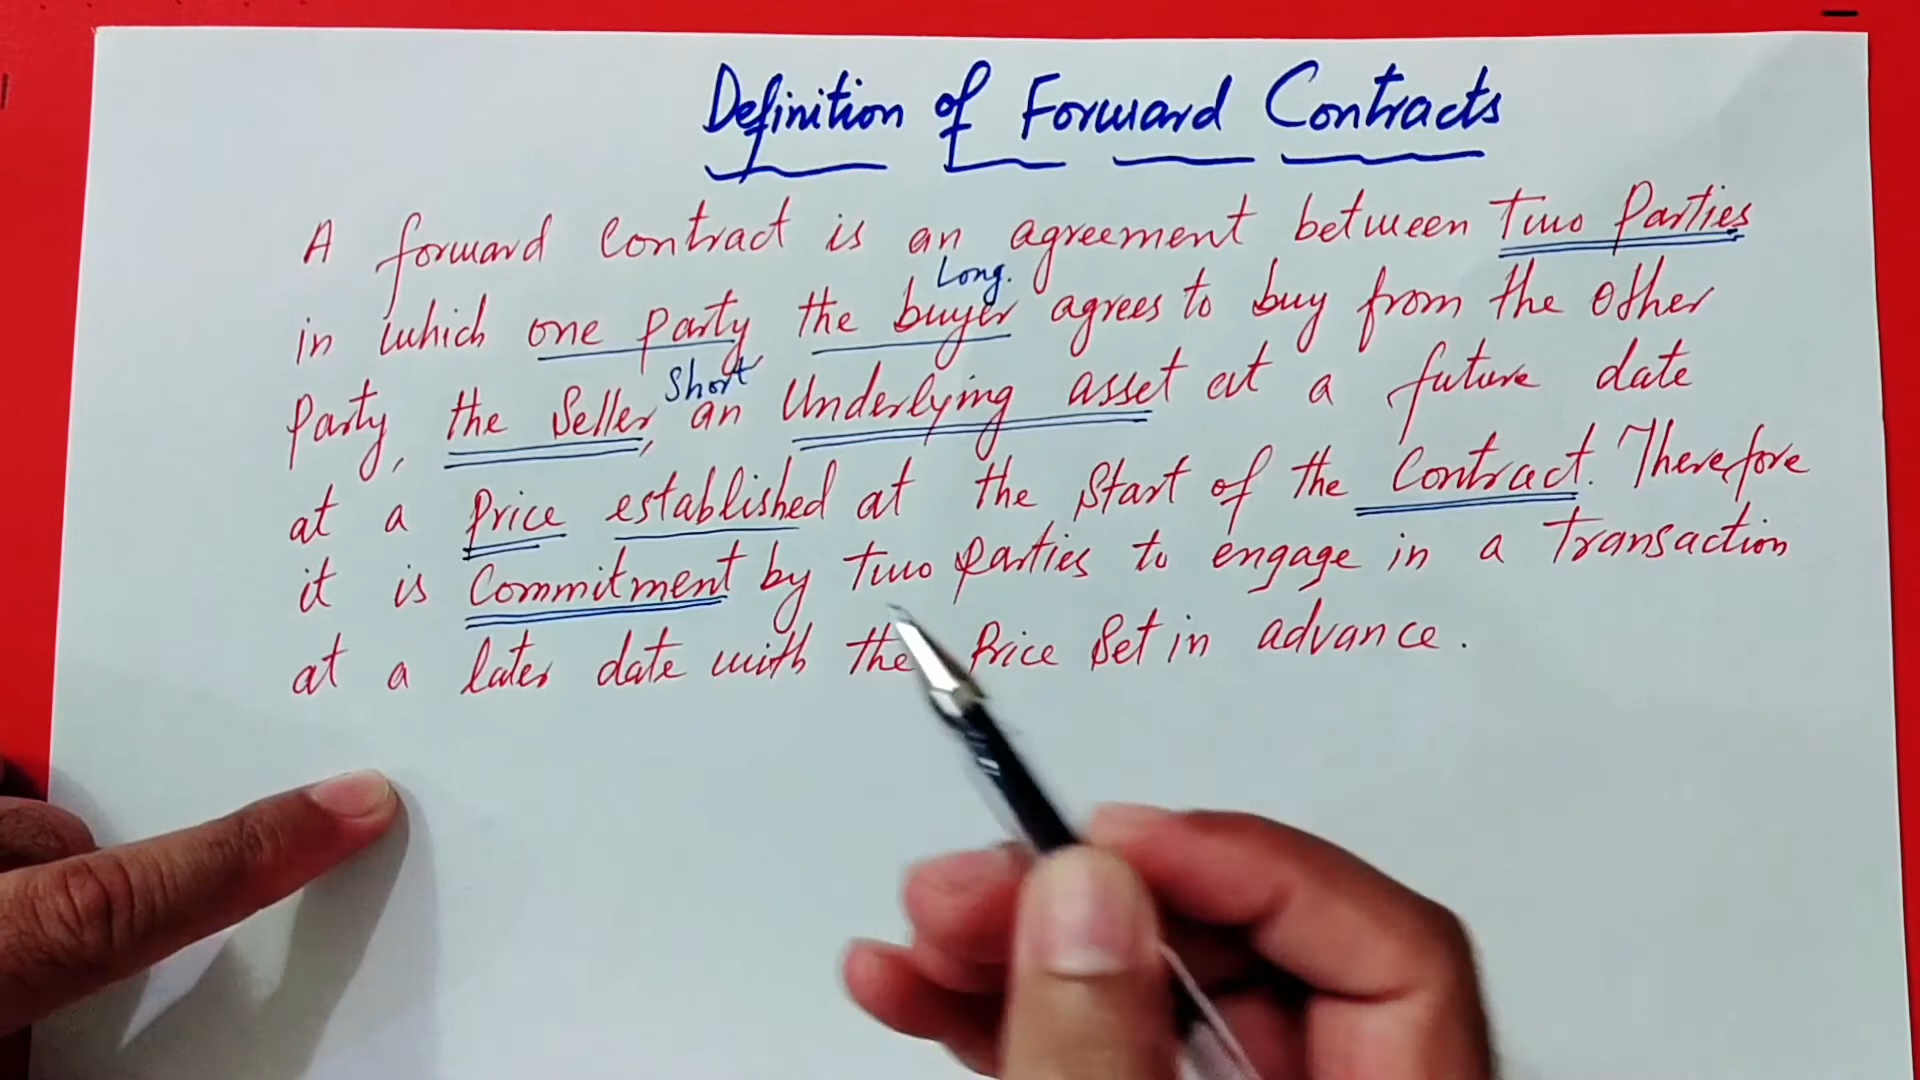 Definition of Forward Contracts
A forward Contract is an agreement between Two Parties
Long.
in which one party the buyer agrees to buy from the other
Short
Party, the Seller, an Underlying asset at a future date
at a Price established at the Start of the Contract. Therefore
it is Commitment by Two parties to engage in a Transaction
at a later date with the Price Set in advance.